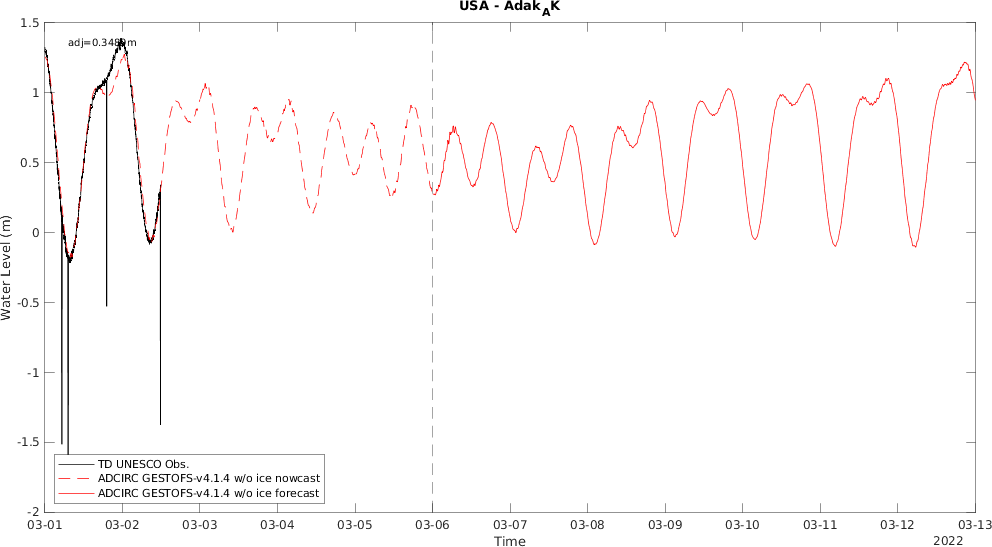 USA - Adak_AK
adj=0.3489m
1.5
1
0.5
0
-0.5
-1
-1.5
-2
Water Level (m)
TD UNESCO Obs.
ADCIRC GESTOFS-v4.1.4 w/o ice nowcast
ADCIRC GESTOFS-v4.1.4 w/o ice forecast
03-01 03-02 03-03 03-04 03-05 03-06 03-07 03-08 03-09 03-10 03-11 03-12 03-13
Time
2022